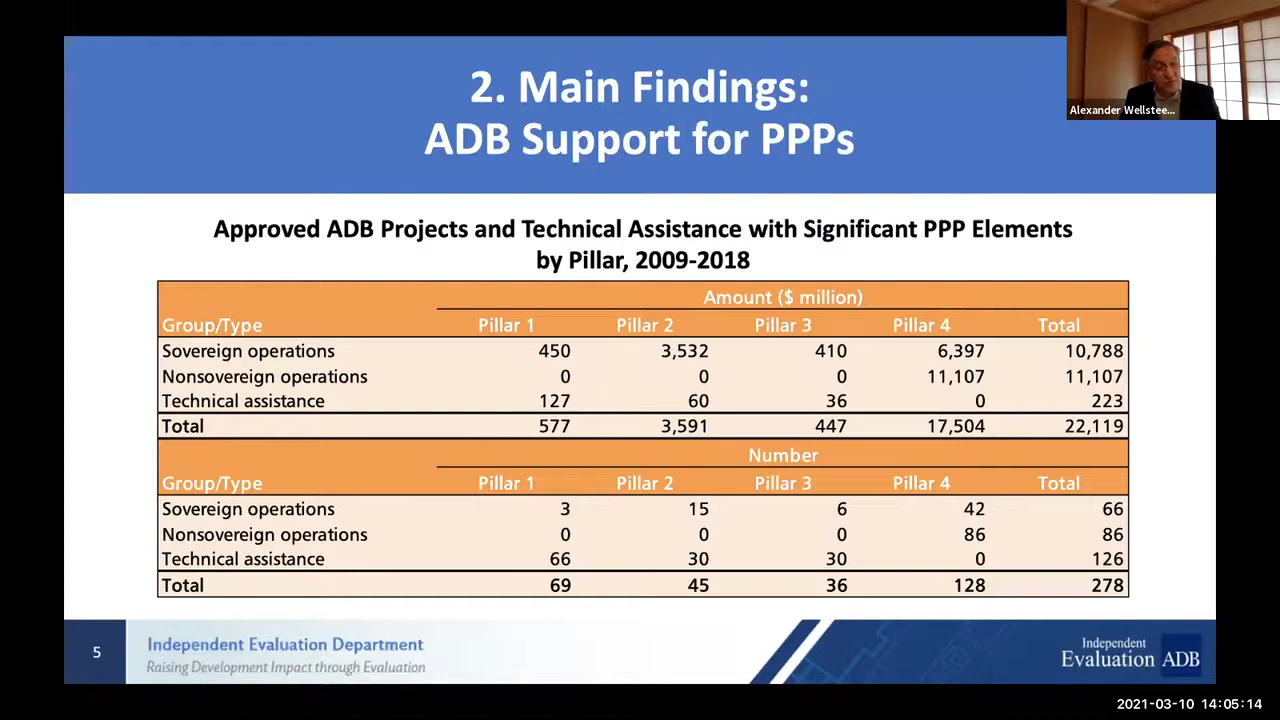 2. Main Findings:
ADB Support for PPPs
Alexander Wellstee...
Approved ADB Projects and Technical Assistance with Significant PPP Elements
by Pillar, 2009-2018
Amount ($ million)
Group/Type Pillar 1 Pillar 2 Pillar 3 Pillar 4 Total
Sovereign operations 450 3,532 410 6,397 10,788
Nonsovereign operations 0 0 0 11,107 11,107
Technical assistance 127 60 36 0 223
Total 577 3,591 447 17,504 22,119
Number
Group/Type Pillar 1 Pillar 2 Pillar 3 Pillar 4 Total
Sovereign operations 3 15 6 42 66
Nonsovereign operations 0 0 0 86 86
Technical assistance 66 30 30 0 126
Total 69 45 36 128 278
5
Independent Evaluation Department
Raising Development Impact through Evaluation
Independent
Evaluation ADB
2021-03-10 14:05:14